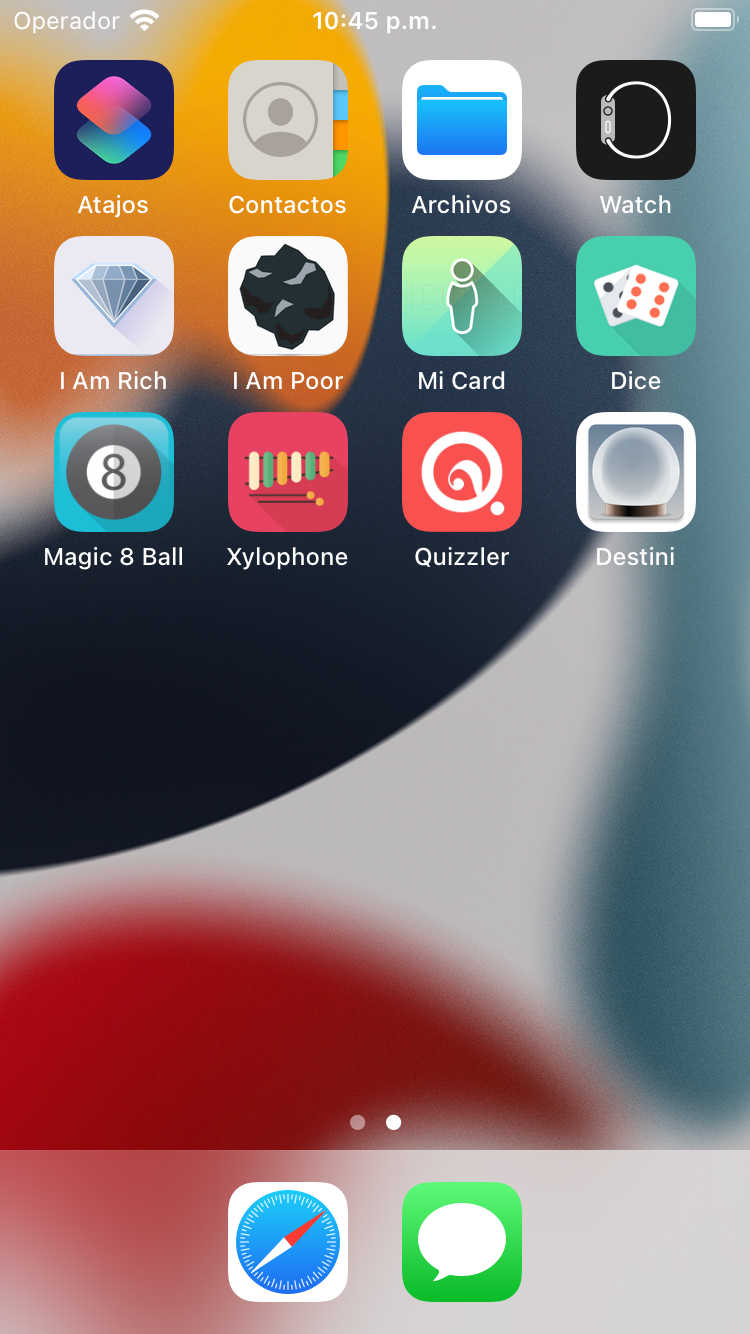 Operador 10:45 p.m.
Atajos Contactos Archivos Watch
I Am Rich I Am Poor Mi Card Dice
8
Magic 8 Ball Xylophone Quizzler Destini